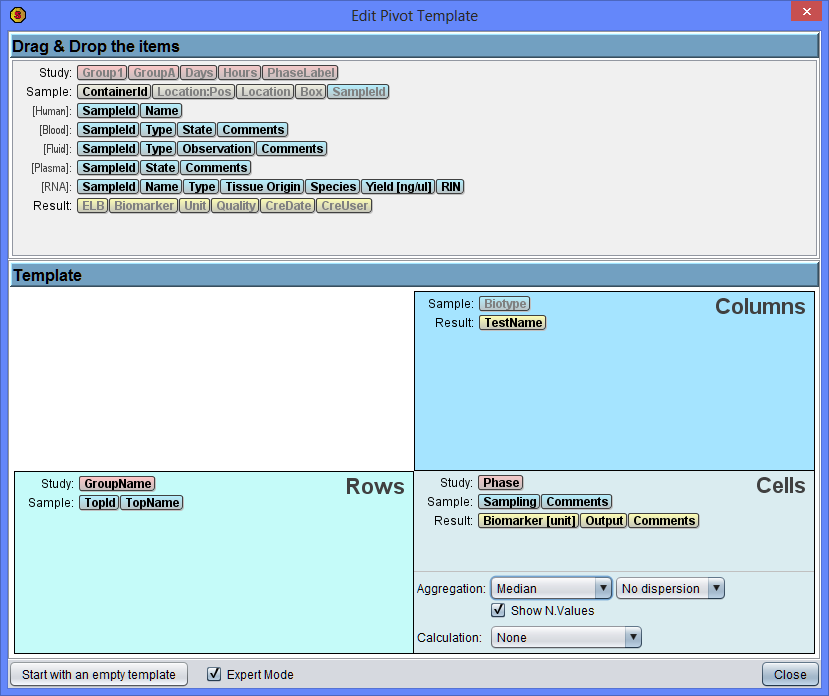 Edit Pivot Template
Drag & Drop the items
Study: Group1 GroupA Days Hours PhaseLabel
Sample: ContainerId Location:Pos Location Box SampleId
[Human]: SampleId Name
[Blood]: SampleId Type State Comments
[Fluid]: SampleId Type Observation Comments
[Plasma]: SampleId State Comments
[RNA]: SampleId Name Type Tissue Origin Species Yield [ng/ul] RIN
Result: ELB Biomarker Unit Quality CreDate CreUser
Template
Columns
Sample: Biotype
Result: TestName
Rows
Study: GroupName
Sample: TopId TopName
Cells
Study: Phase
Sample: Sampling Comments
Result: Biomarker [unit] Output Comments
Aggregation: Median No dispersion
Show N.Values
Calculation: None
Start with an empty template Expert Mode Close